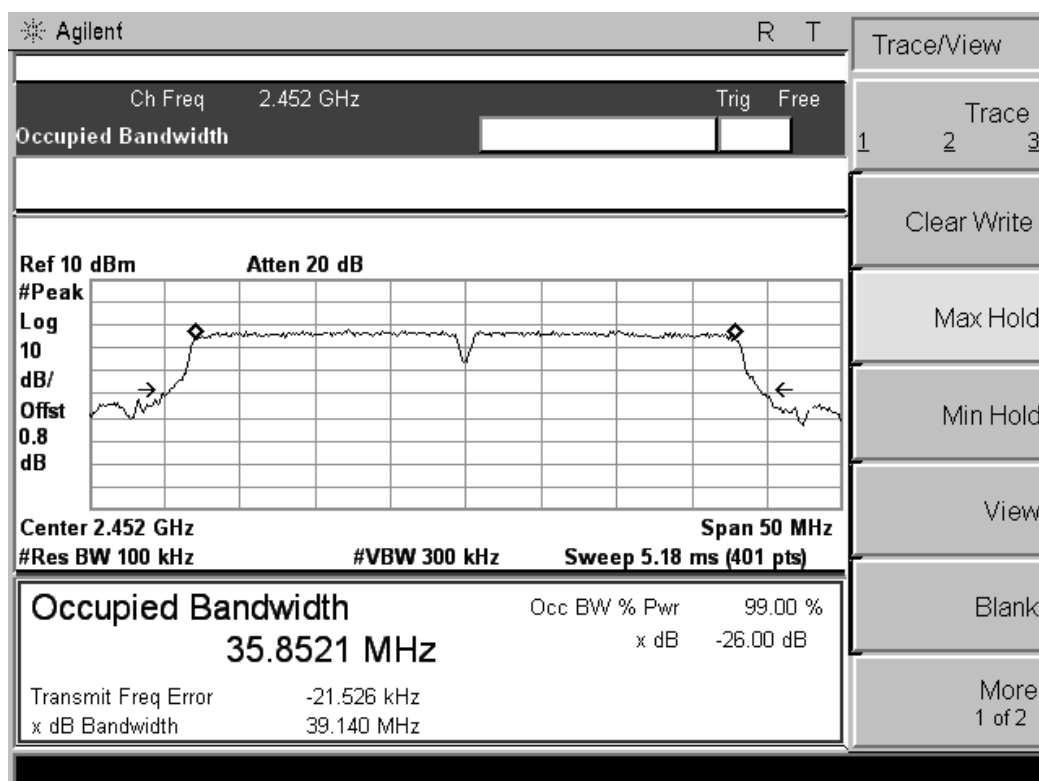 Agilent R T
Trace/View
Ch Freq 2.452 GHz Trig Free
Occupied Bandwidth
Trace
1 2 3
Clear Write
Max Hold
Min Hold
View
Blank
More
1 of 2
Ref 10 dBm Atten 20 dB
#Peak
Log
10
dB/
Offst
0.8
dB
Center 2.452 GHz Span 50 MHz
#Res BW 100 kHz #VBW 300 kHz Sweep 5.18 ms (401 pts)
Occupied Bandwidth
35.8521 MHz
Occ BW % Pwr 99.00 %
x dB -26.00 dB
Transmit Freq Error -21.526 kHz
x dB Bandwidth 39.140 MHz